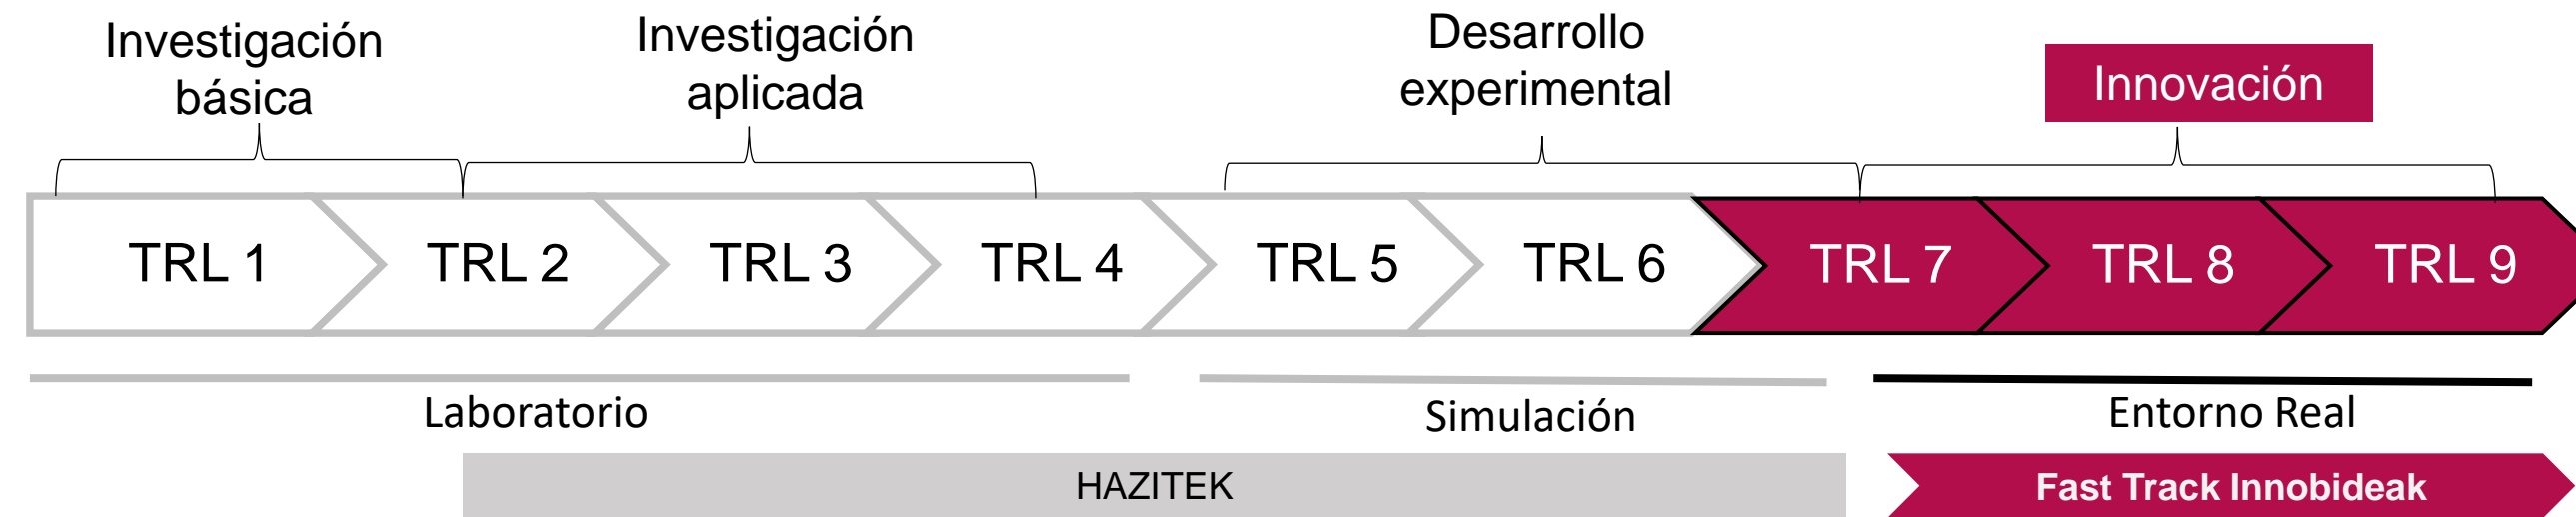 Investigación
básica
Investigación
aplicada
Desarrollo
experimental
Innovación
TRL 1
TRL 2
TRL 3
TRL 4
TRL 5
TRL 6
TRL 7
TRL 8
TRL 9
Laboratorio
Simulación
Entorno Real
HAZITEK
Fast Track Innobideak